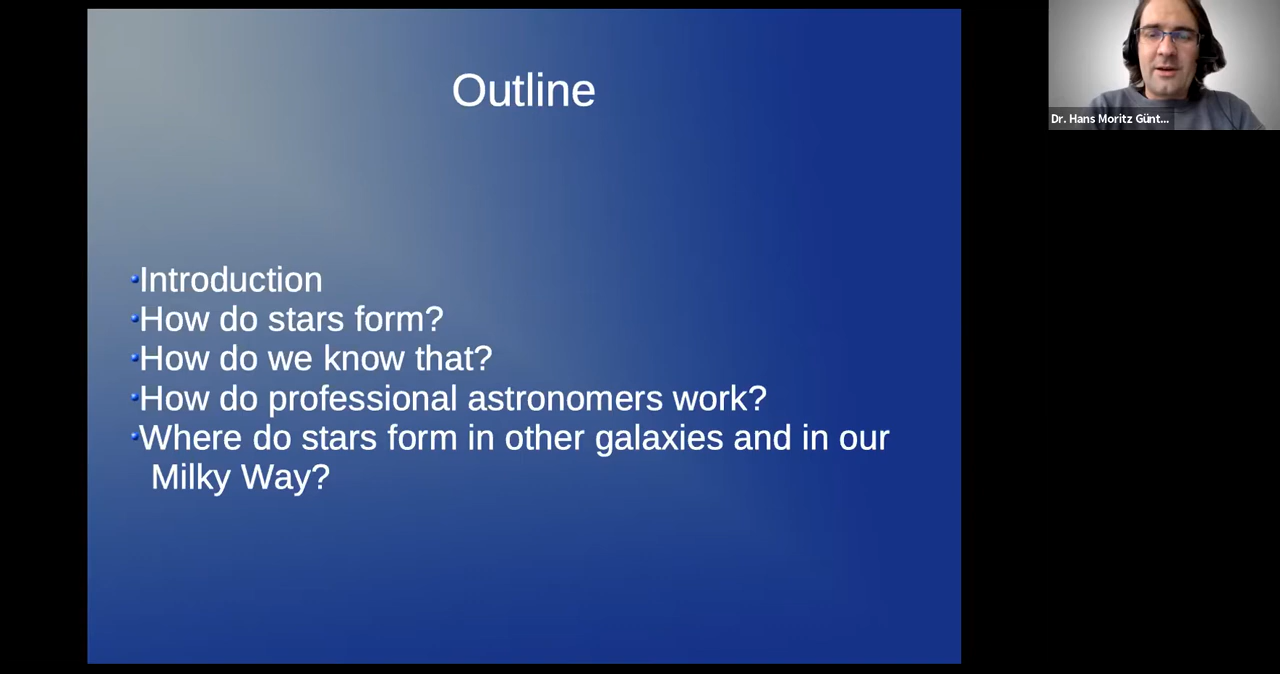 Outline
Introduction
How do stars form?
How do we know that?
How do professional astronomers work?
Where do stars form in other galaxies and in our
Milky Way?
Dr. Hans Moritz Günt...